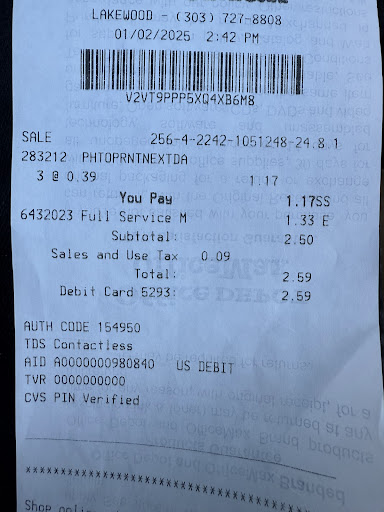 LAKEWOOD - (303) 727-8808
01/02/2025 2:42 PM
V2VT9PPP5XQ4XB6M8
SALE 256-4-2242-1051248-24.8.1
283212 PHTOPRNTNEXTDA
3 @ 0.39 1.17
You Pay 1.17SS
6432023 Full Service M 1.33 E
Subtotal: 2.50
Sales and Use Tax 0.09
Total: 2.59
Debit Card 5293: 2.59
AUTH CODE 154950
TDS Contactless
AID A0000000980840 US DEBIT
TVR 0000000000
CVS PIN Verified
Shop online